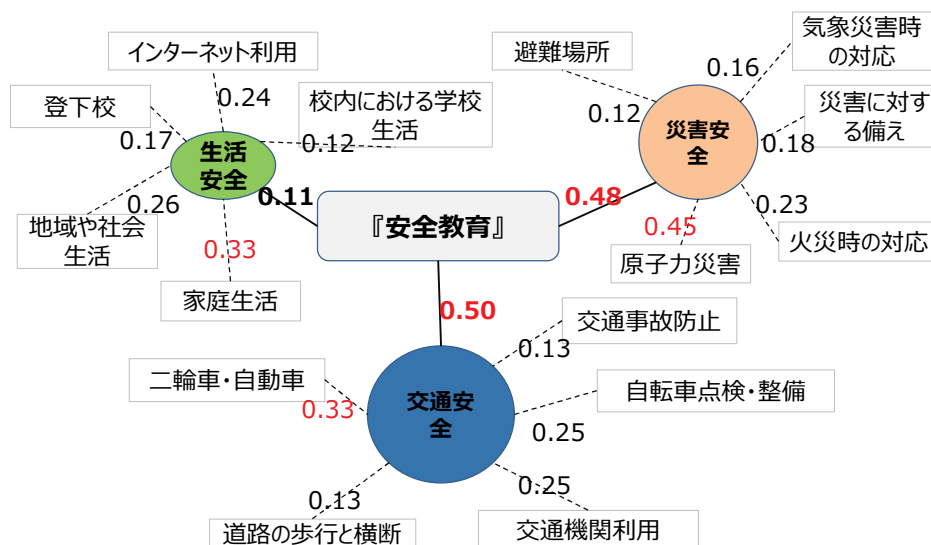 インターネット利用
0.24
登下校
0.17
校内における学校
生活
0.12
生活
安全
0.11
地域や社会
生活
0.26
0.33
家庭生活
『安全教育』
避難場所
0.12
0.16
気象災害時
の対応
災害安
全
災害に対す
る備え
0.18
0.48
0.45
原子力災害
0.23
火災時の対応
0.50
交通事故防止
0.13
二輪車・自動車
0.33
交通安
全
自転車点検・整備
0.25
0.13
道路の歩行と横断
0.25
交通機関利用